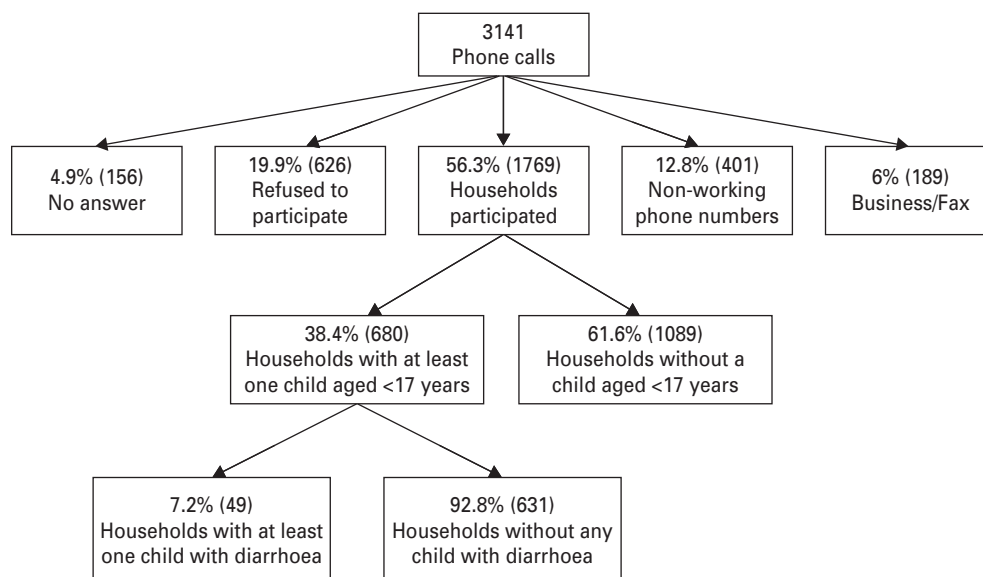 3141
Phone calls
4.9% (156)
No answer
19.9% (626)
Refused to
participate
56.3% (1769)
Households
participated
12.8% (401)
Non-working
phone numbers
6% (189)
Business/Fax
38.4% (680)
Households with at least
one child aged <17 years
61.6% (1089)
Households without a
child aged <17 years
7.2% (49)
Households with at least
one child with diarrhoea
92.8% (631)
Households without any
child with diarrhoea